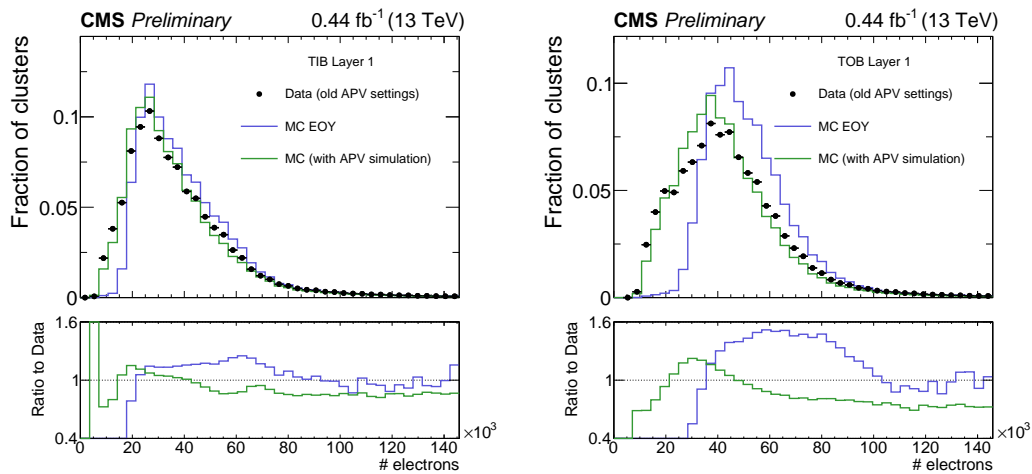 CMS Preliminary 0.44 fb⁻¹ (13 TeV)
Fraction of clusters
0.1
0.05
0
TIB Layer 1
Data (old APV settings)
MC EOY
MC (with APV simulation)
Ratio to Data
1.6
1
0.4
0 20 40 60 80 100 120 140
×10³
# electrons
CMS Preliminary 0.44 fb⁻¹ (13 TeV)
Fraction of clusters
0.1
0.05
0
TOB Layer 1
Data (old APV settings)
MC EOY
MC (with APV simulation)
Ratio to Data
1.6
1
0.4
0 20 40 60 80 100 120 140
×10³
# electrons